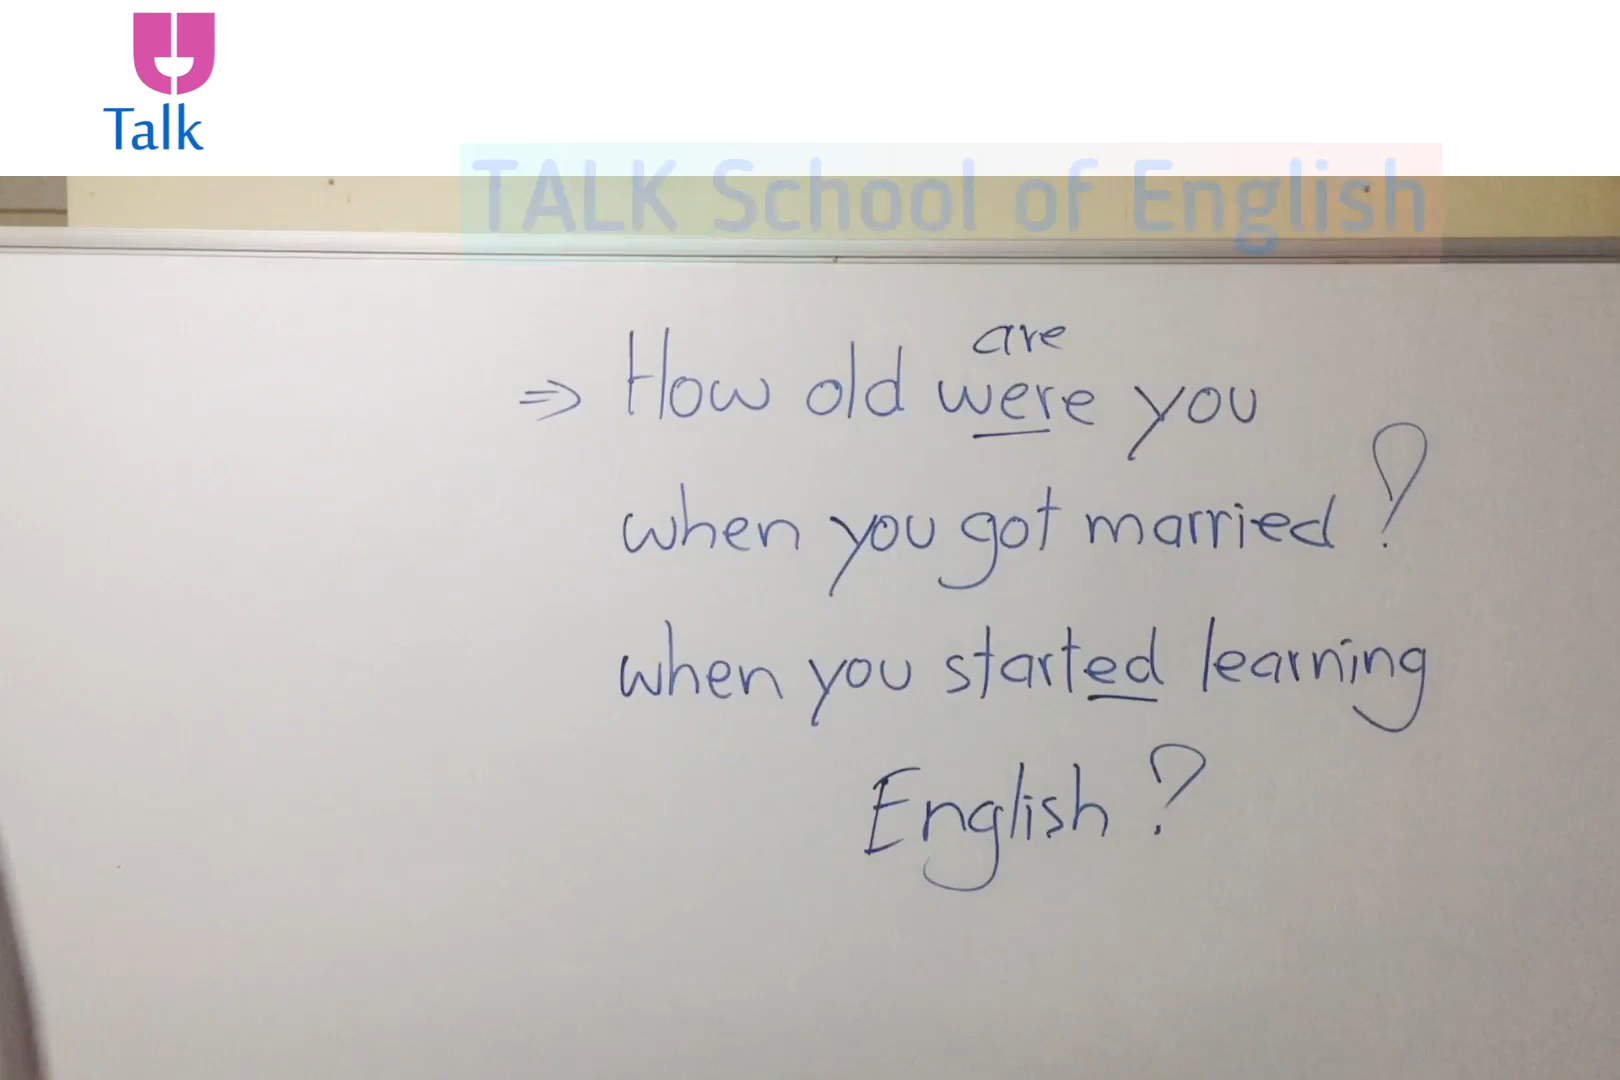 Talk
TALK School of English
are
⇒ How old were you
when you got married?
when you started learning
English?